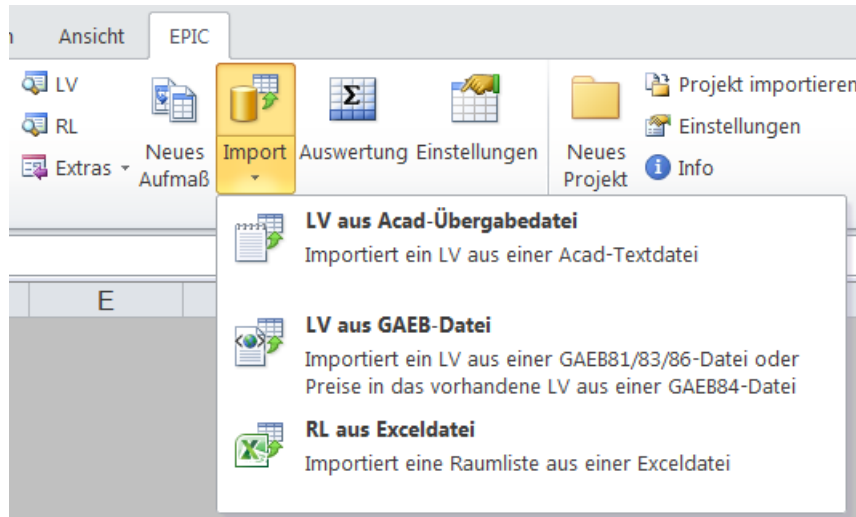 Ansicht EPIC
LV
RL
Extras
Neues
Aufmaß
Import
Auswertung
Einstellungen
Neues
Projekt
Projekt importieren
Einstellungen
Info
LV aus Acad-Übergabedatei
Importiert ein LV aus einer Acad-Textdatei
E
LV aus GAEB-Datei
Importiert ein LV aus einer GAEB81/83/86-Datei oder
Preise in das vorhandene LV aus einer GAEB84-Datei
RL aus Exceldatei
Importiert eine Raumliste aus einer Exceldatei